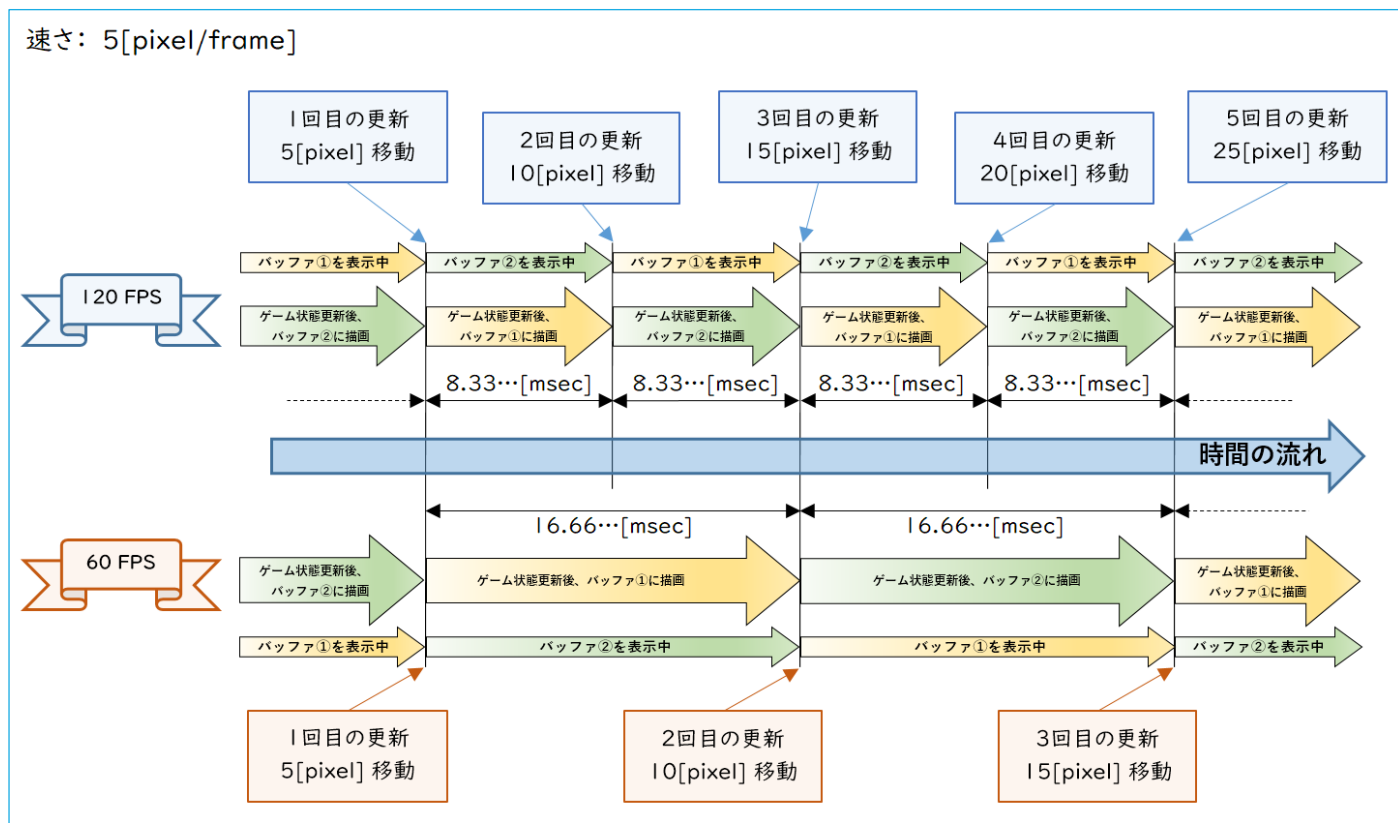 速さ: 5[pixel/frame]
1回目の更新
5[pixel] 移動
2回目の更新
10[pixel] 移動
3回目の更新
15[pixel] 移動
4回目の更新
20[pixel] 移動
5回目の更新
25[pixel] 移動
120 FPS
バッファ①を表示中
バッファ②を表示中
バッファ①を表示中
バッファ②を表示中
バッファ①を表示中
バッファ②を表示中
ゲーム状態更新後、
バッファ②に描画
ゲーム状態更新後、
バッファ①に描画
ゲーム状態更新後、
バッファ②に描画
ゲーム状態更新後、
バッファ①に描画
ゲーム状態更新後、
バッファ②に描画
ゲーム状態更新後、
バッファ①に描画
8.33…[msec]
8.33…[msec]
8.33…[msec]
8.33…[msec]
時間の流れ
16.66…[msec]
16.66…[msec]
60 FPS
ゲーム状態更新後、
バッファ②に描画
ゲーム状態更新後、バッファ①に描画
ゲーム状態更新後、バッファ②に描画
ゲーム状態更新後、
バッファ①に描画
バッファ①を表示中
バッファ②を表示中
バッファ①を表示中
バッファ②を表示中
1回目の更新
5[pixel] 移動
2回目の更新
10[pixel] 移動
3回目の更新
15[pixel] 移動